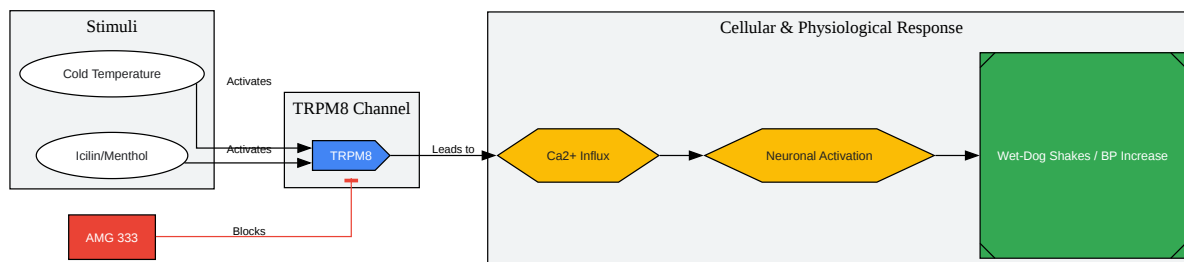 Stimuli
Cold Temperature
Icilin/Menthol
Activates
Activates
TRPM8 Channel
TRPM8
AMG 333
Blocks
Leads to
Cellular & Physiological Response
Ca2+ Influx
Neuronal Activation
Wet-Dog Shakes / BP Increase